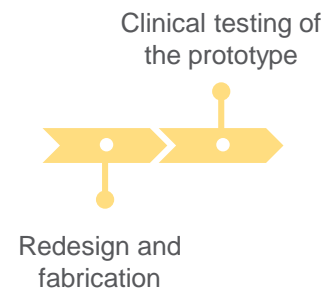 Clinical testing of
the prototype
Redesign and
fabrication